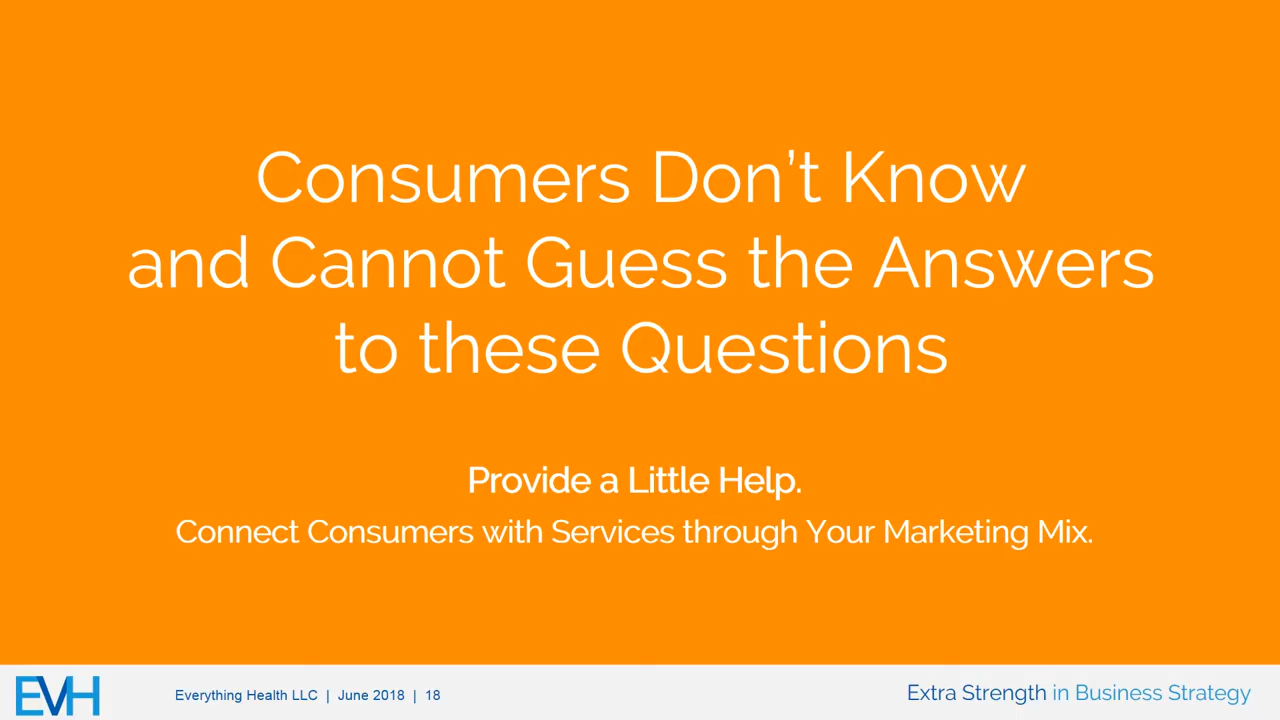 Consumers Don’t Know
and Cannot Guess the Answers
to these Questions
Provide a Little Help.
Connect Consumers with Services through Your Marketing Mix.
EVH
Everything Health LLC | June 2018 | 18
Extra Strength in Business Strategy